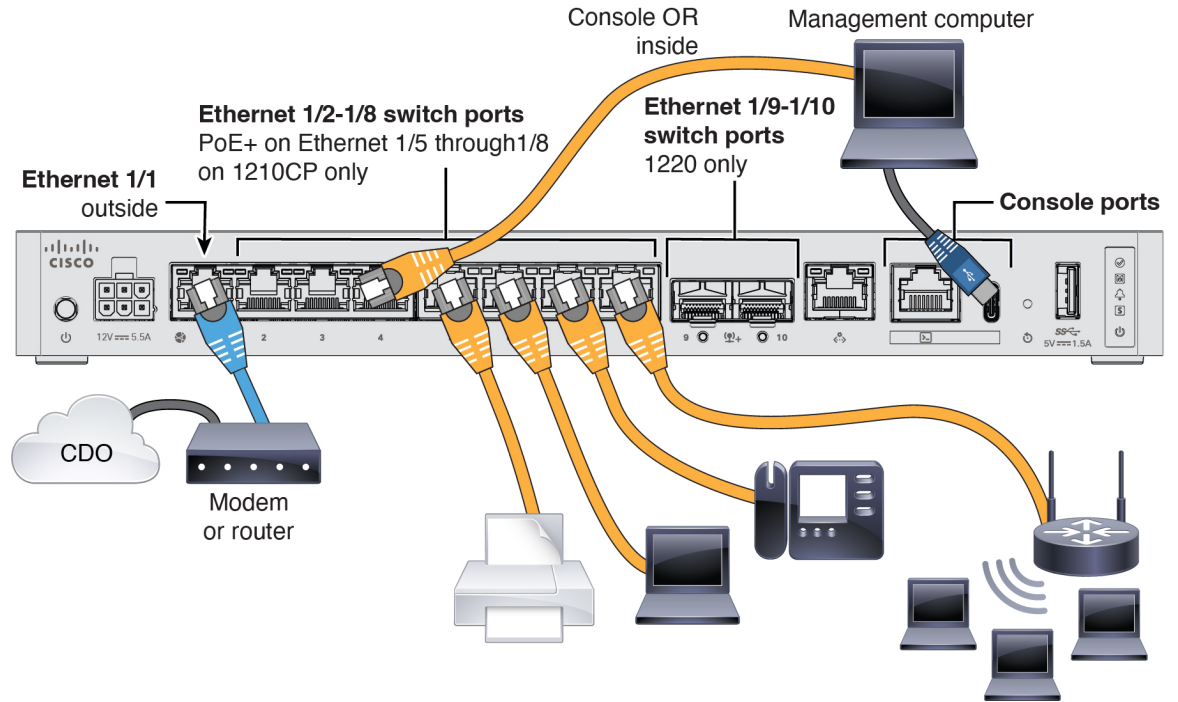 Console OR
inside
Management computer
Ethernet 1/2-1/8 switch ports
PoE+ on Ethernet 1/5 through1/8
on 1210CP only
Ethernet 1/9-1/10
switch ports
1220 only
Ethernet 1/1
outside
Console ports
CISCO
12V 5.5A
2
3
4
9
10
SS
5V 1.5A
CDO
Modem
or router